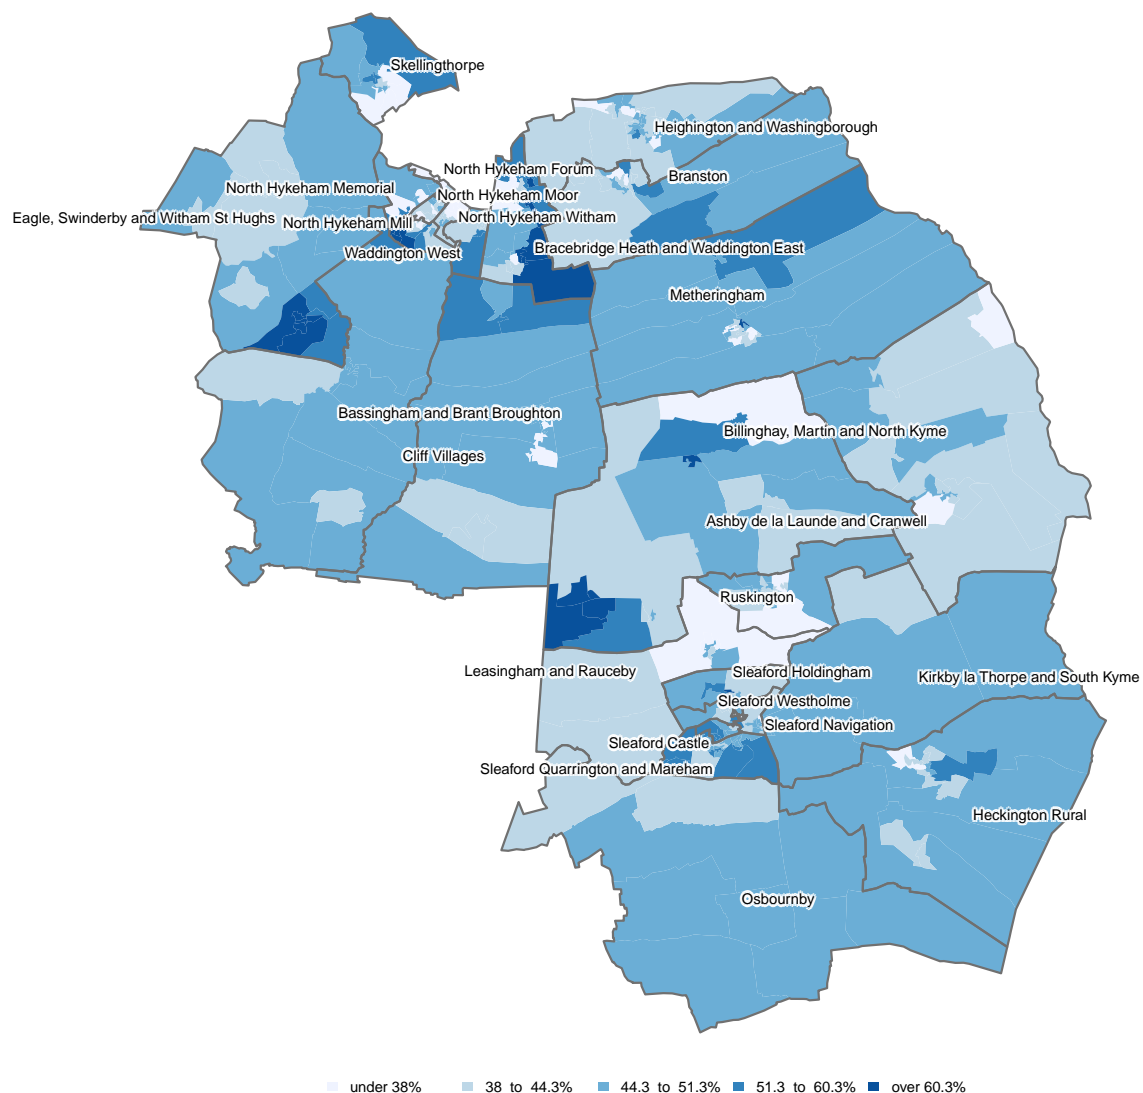 Skellingthorpe
Heighington and Washingborough
North Hykeham Forum
Branston
North Hykeham Memorial
North Hykeham Moor
Eagle, Swinderby and Witham St Hughs
North Hykeham Mill
North Hykeham Witham
Waddington West
Bracebridge Heath and Waddington East
Metheringham
Bassingham and Brant Broughton
Billinghay, Martin and North Kyme
Cliff Villages
Ashby de la Launde and Cranwell
Ruskington
Leasingham and Rauceby
Sleaford Holdingham
Kirkby la Thorpe and South Kyme
Sleaford Westholme
Sleaford Navigation
Sleaford Castle
Sleaford Quarrington and Mareham
Heckington Rural
Osbournby
under 38%
38 to 44.3%
44.3 to 51.3%
51.3 to 60.3%
over 60.3%